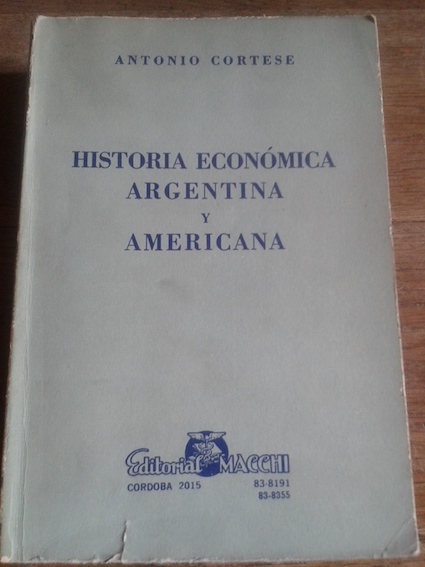 ANTONIO CORTESE
HISTORIA ECONÓMICA
ARGENTINA
Y
AMERICANA
Editorial MACCHI
CORDOBA 2015 83-8191
83-8355